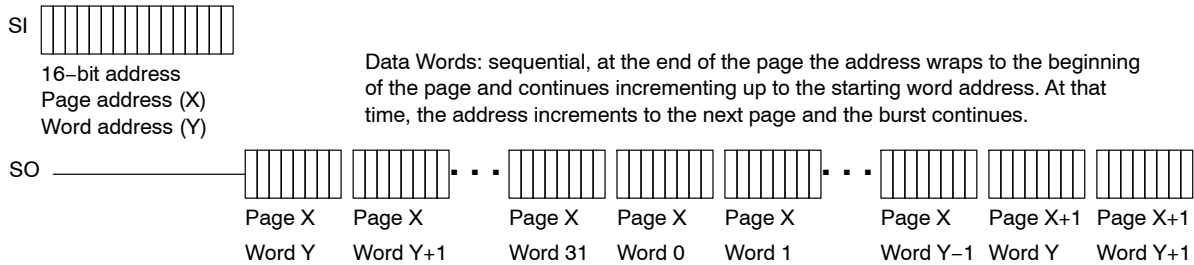 SI
16−bit address
Page address (X)
Word address (Y)
Data Words: sequential, at the end of the page the address wraps to the beginning
of the page and continues incrementing up to the starting word address. At that
time, the address increments to the next page and the burst continues.
SO
Page X Page X Page X Page X Page X Page X Page X+1 Page X+1
Word Y Word Y+1 Word 31 Word 0 Word 1 Word Y−1 Word Y Word Y+1